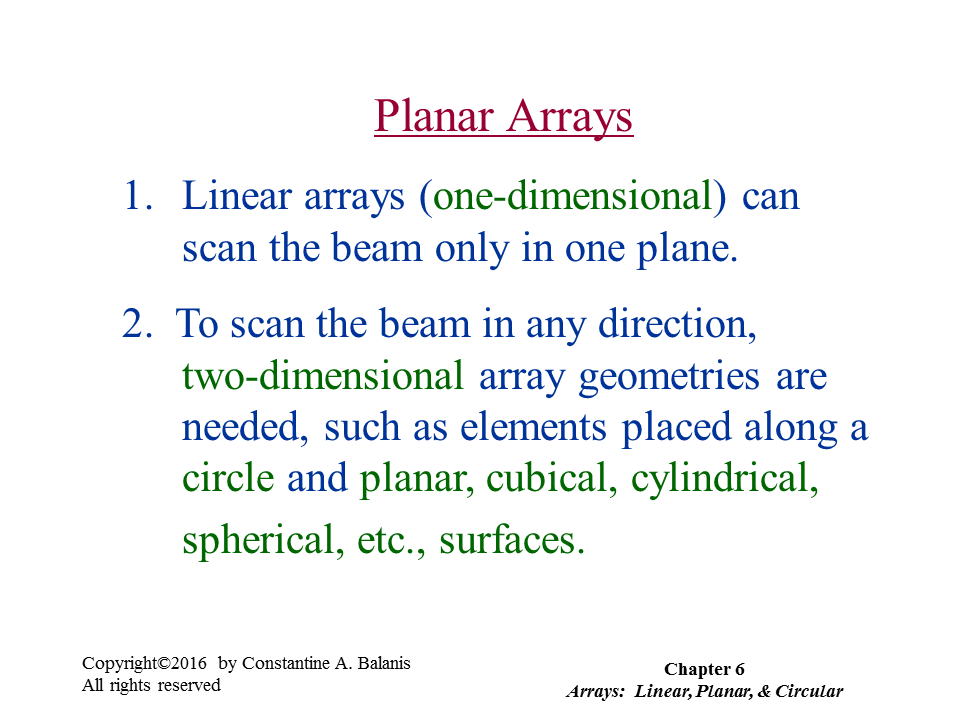 Planar Arrays
1. Linear arrays (one-dimensional) can
scan the beam only in one plane.
2. To scan the beam in any direction,
two-dimensional array geometries are
needed, such as elements placed along a
circle and planar, cubical, cylindrical,
spherical, etc., surfaces.
Copyright©2016 by Constantine A. Balanis
All rights reserved
Chapter 6
Arrays: Linear, Planar, & Circular